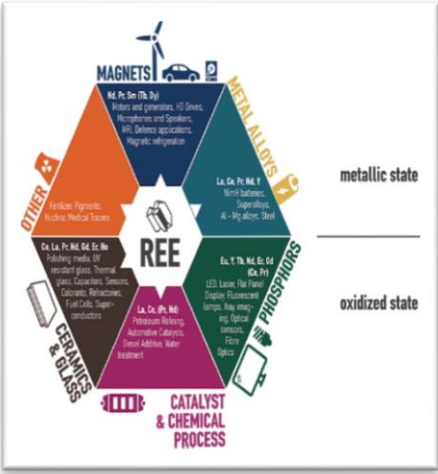 MAGNETS
Nd, Pr, Sm (Tb, Dy)
Motors and generators, HD Drives,
Microphones and Speakers,
MRI, Defence applications,
Magnetic refrigeration
METAL ALLOYS
La, Ce, Pr, Nd, Y
NimH batteries,
Superalloys,
Al - Mg alloys, Steel
metallic state
OTHER
Fertilizer, Pigments,
Nuclear, Medical Tracers
REE
Ce, La, Pr, Nd, Gd, Er, Ho
Polishing media, UV
resistant glass, Thermal
glass, Capacitors, Sensors,
Colorants, Refractories,
Fuel Cells, Super-
conductors
CERAMICS
& GLASS
Eu, Y, Tb, Nd, Er, Gd
(Ce, Pr)
LED, Laser, Flat Panel
Display, Fluorescent
lamps, Xray imag-
ing, Optical
sensors,
Fibre
Optics
PHOSPHORS
oxidized state
La, Ce, (Pr, Nd)
Petroleum Refining,
Automotive Catalysts,
Diesel Additive, Water
treatment
CATALYST
& CHEMICAL
PROCESS